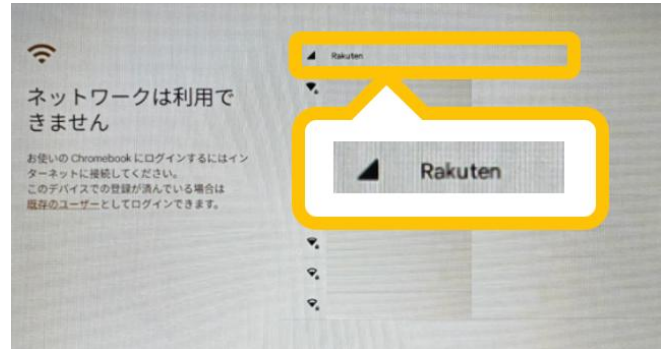 ネットワークは利用で
きません
お使いの Chromebook にログインするにはイン
ターネットに接続してください。
このデバイスでの登録が済んでいる場合は
既存のユーザーとしてログインできます。
Rakuten
Rakuten